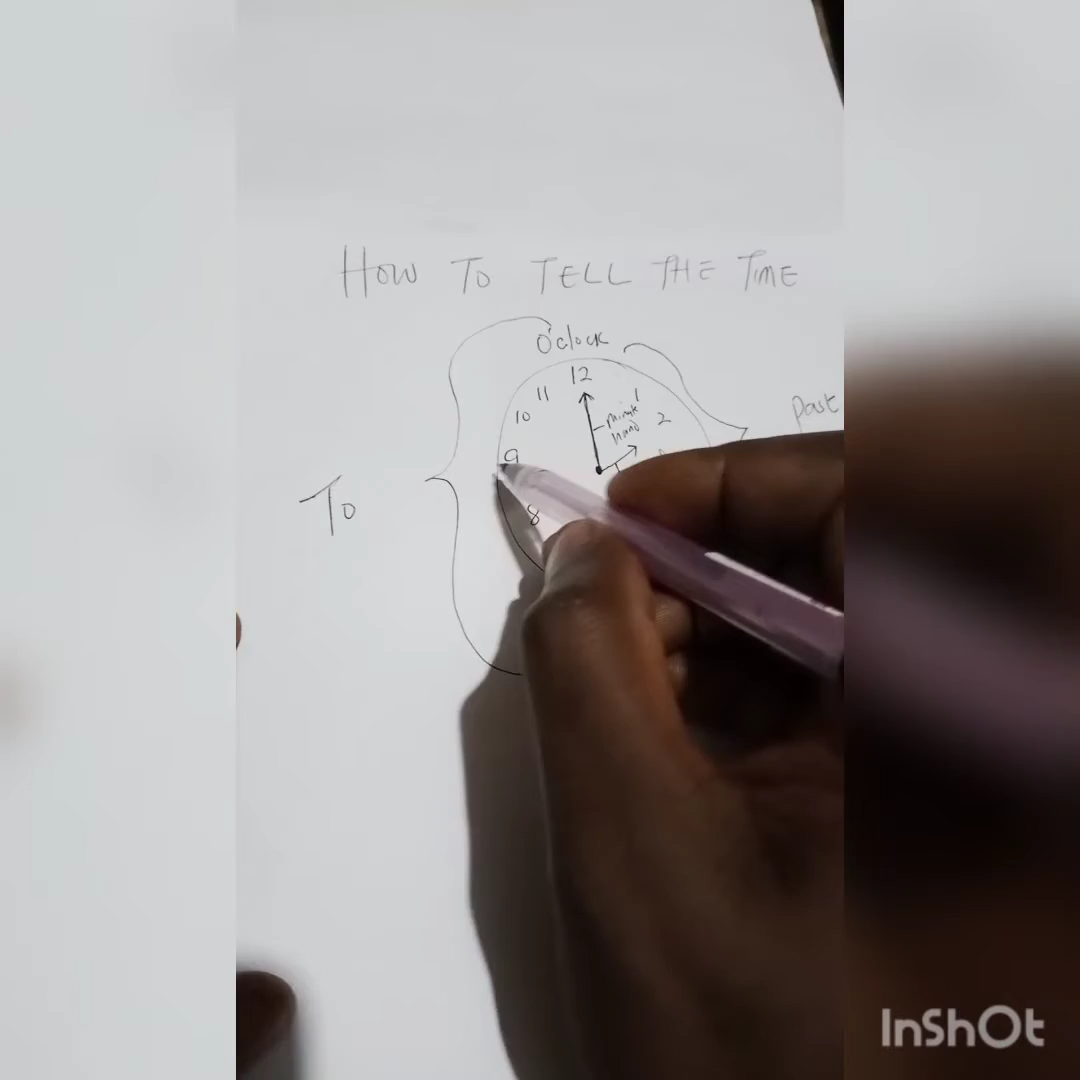 HOW TO TELL THE TIME
O'clock
12
11
1
10
2
minute
hand
Past
9
To
8
InShOt